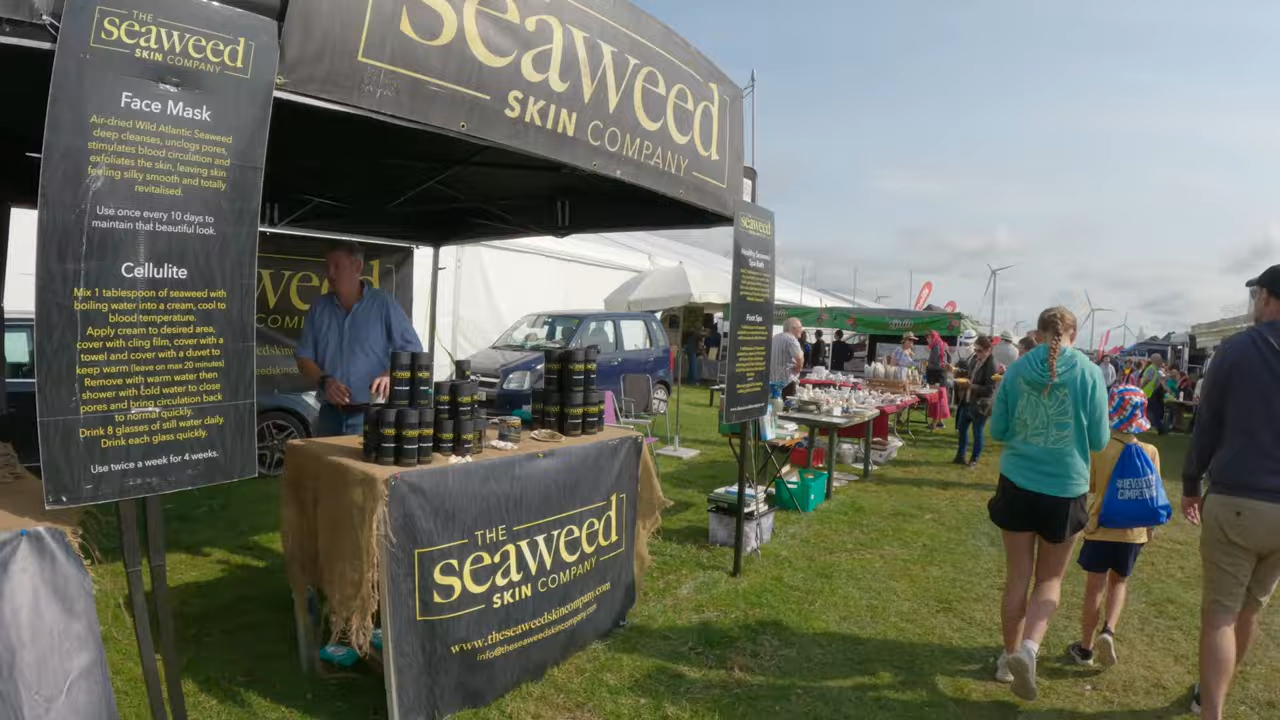 THE
seaweed
SKIN COMPANY
Face Mask
Air-dried Wild Atlantic Seaweed
deep cleanses, unclogs pores,
stimulates blood circulation and
exfoliates the skin, leaving skin
feeling silky smooth and totally
revitalised.
Use once every 10 days to
maintain that beautiful look.
Cellulite
Mix 1 tablespoon of seaweed with
boiling water into a cream, cool to
blood temperature.
Apply cream to desired area,
cover with cling film, cover with a
towel and cover with a duvet to
keep warm (leave on max 20 minutes)
Remove with warm water then
shower with cold water to close
pores and bring circulation back
to normal quickly.
Drink 8 glasses of still water daily.
Drink each glass quickly.
Use twice a week for 4 weeks.
seaweed
SKIN COMPANY
seaweed
Healthy Seaweed
Spa Bath
Foot Spa
THE
seaweed
SKIN COMPANY
www.theseaweedskincompany.com
info@theseaweedskincompany.com